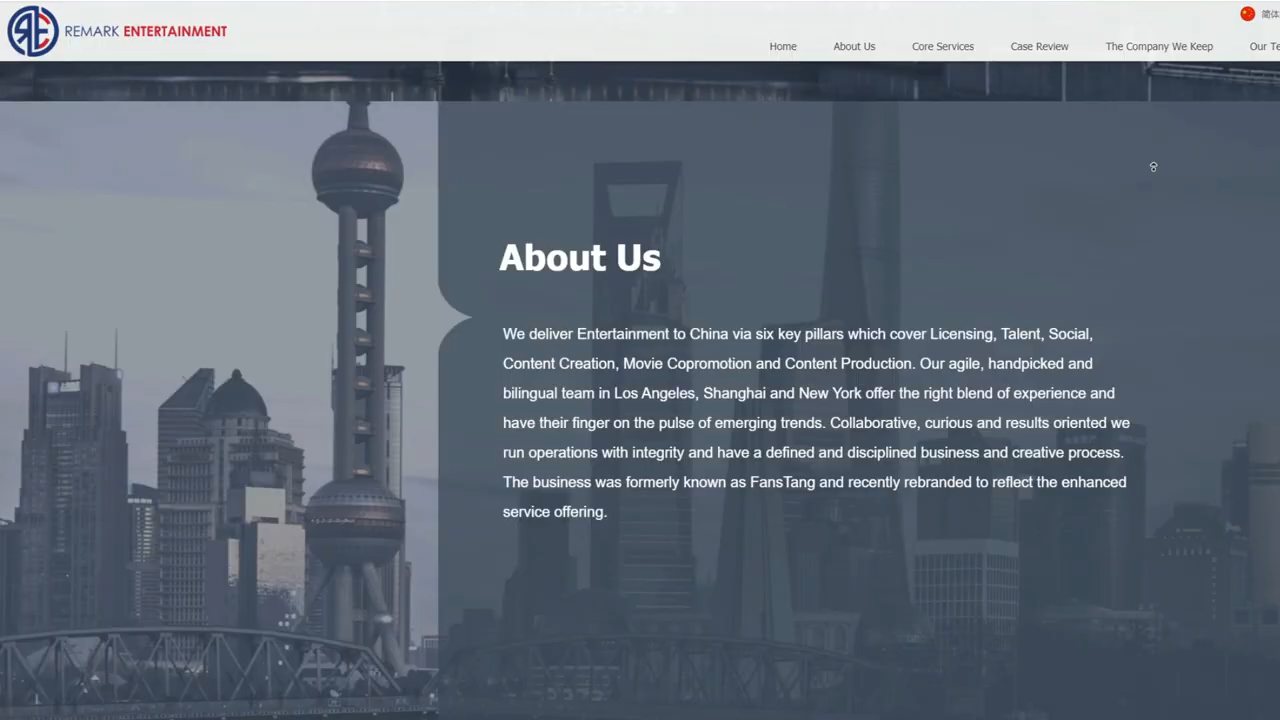 REMARK ENTERTAINMENT
简体
Home About Us Core Services Case Review The Company We Keep Our Te
About Us
We deliver Entertainment to China via six key pillars which cover Licensing, Talent, Social,
Content Creation, Movie Copromotion and Content Production. Our agile, handpicked and
bilingual team in Los Angeles, Shanghai and New York offer the right blend of experience and
have their finger on the pulse of emerging trends. Collaborative, curious and results oriented we
run operations with integrity and have a defined and disciplined business and creative process.
The business was formerly known as FansTang and recently rebranded to reflect the enhanced
service offering.